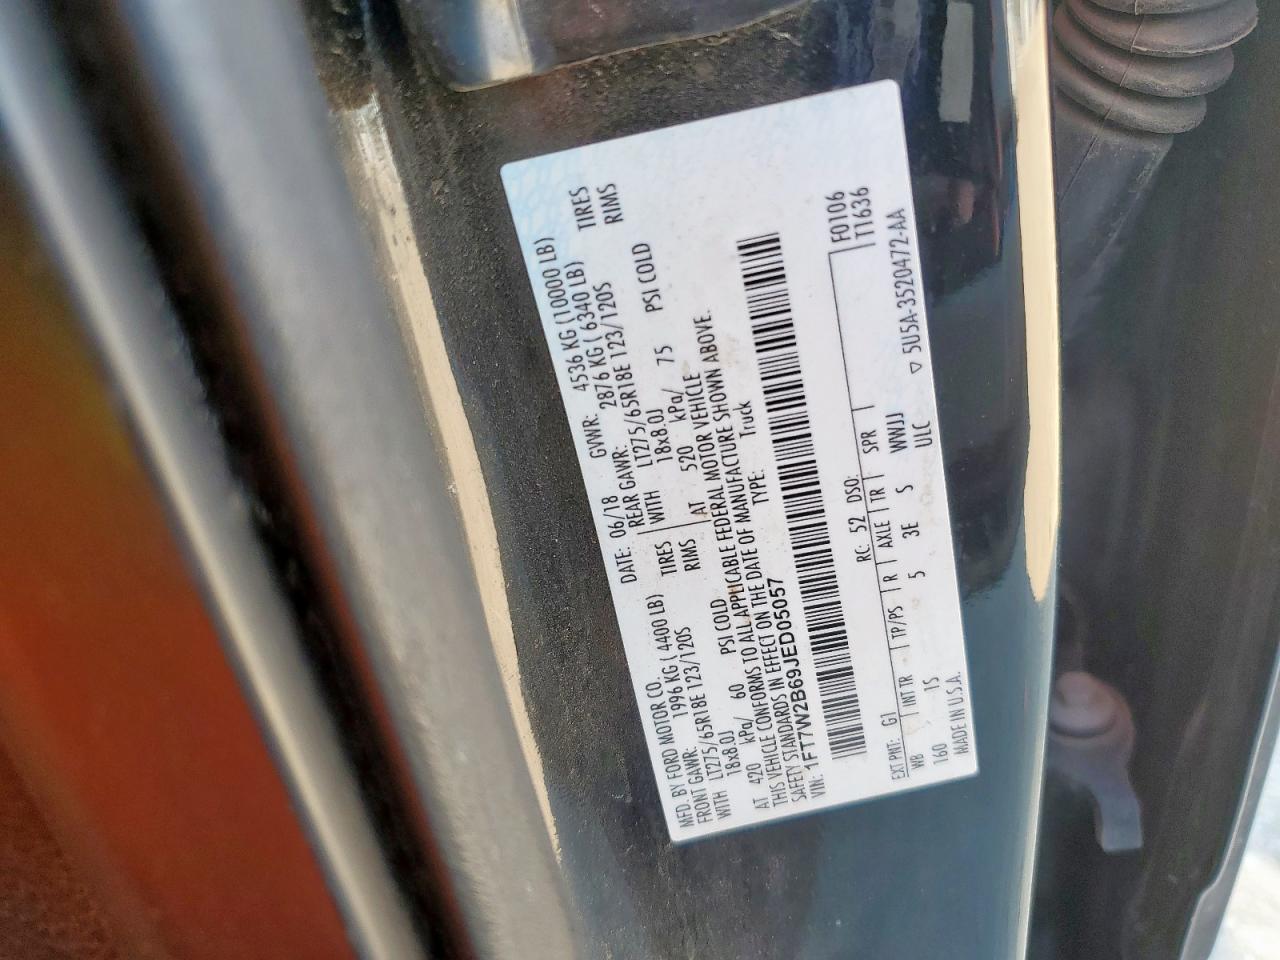 MFD. BY FORD MOTOR CO.
DATE: 06/18 GVWR: 4536 KG (10000 LB)
FRONT GAWR: 1996 KG ( 4400 LB) REAR GAWR: 2876 KG ( 6340 LB)
WITH LT275/65R18E 123/120S TIRES WITH LT275/65R18E 123/120S TIRES
18x8.0J RIMS 18x8.0J RIMS
AT 420 kPa/ 60 PSI COLD AT 520 kPa/ 75 PSI COLD
THIS VEHICLE CONFORMS TO ALL APPLICABLE FEDERAL MOTOR VEHICLE
SAFETY STANDARDS IN EFFECT ON THE DATE OF MANUFACTURE SHOWN ABOVE.
VIN: 1FT7W2B69JED05057 TYPE: Truck
F0106
T1636
EXT PNT: G1 RC: 52 DSO:
WB INT TR TP/PS R AXLE TR SPR
160 15 5 3E S WWJJ
MADE IN U.S.A. ULC ▽ 5U5A-3520472-AA